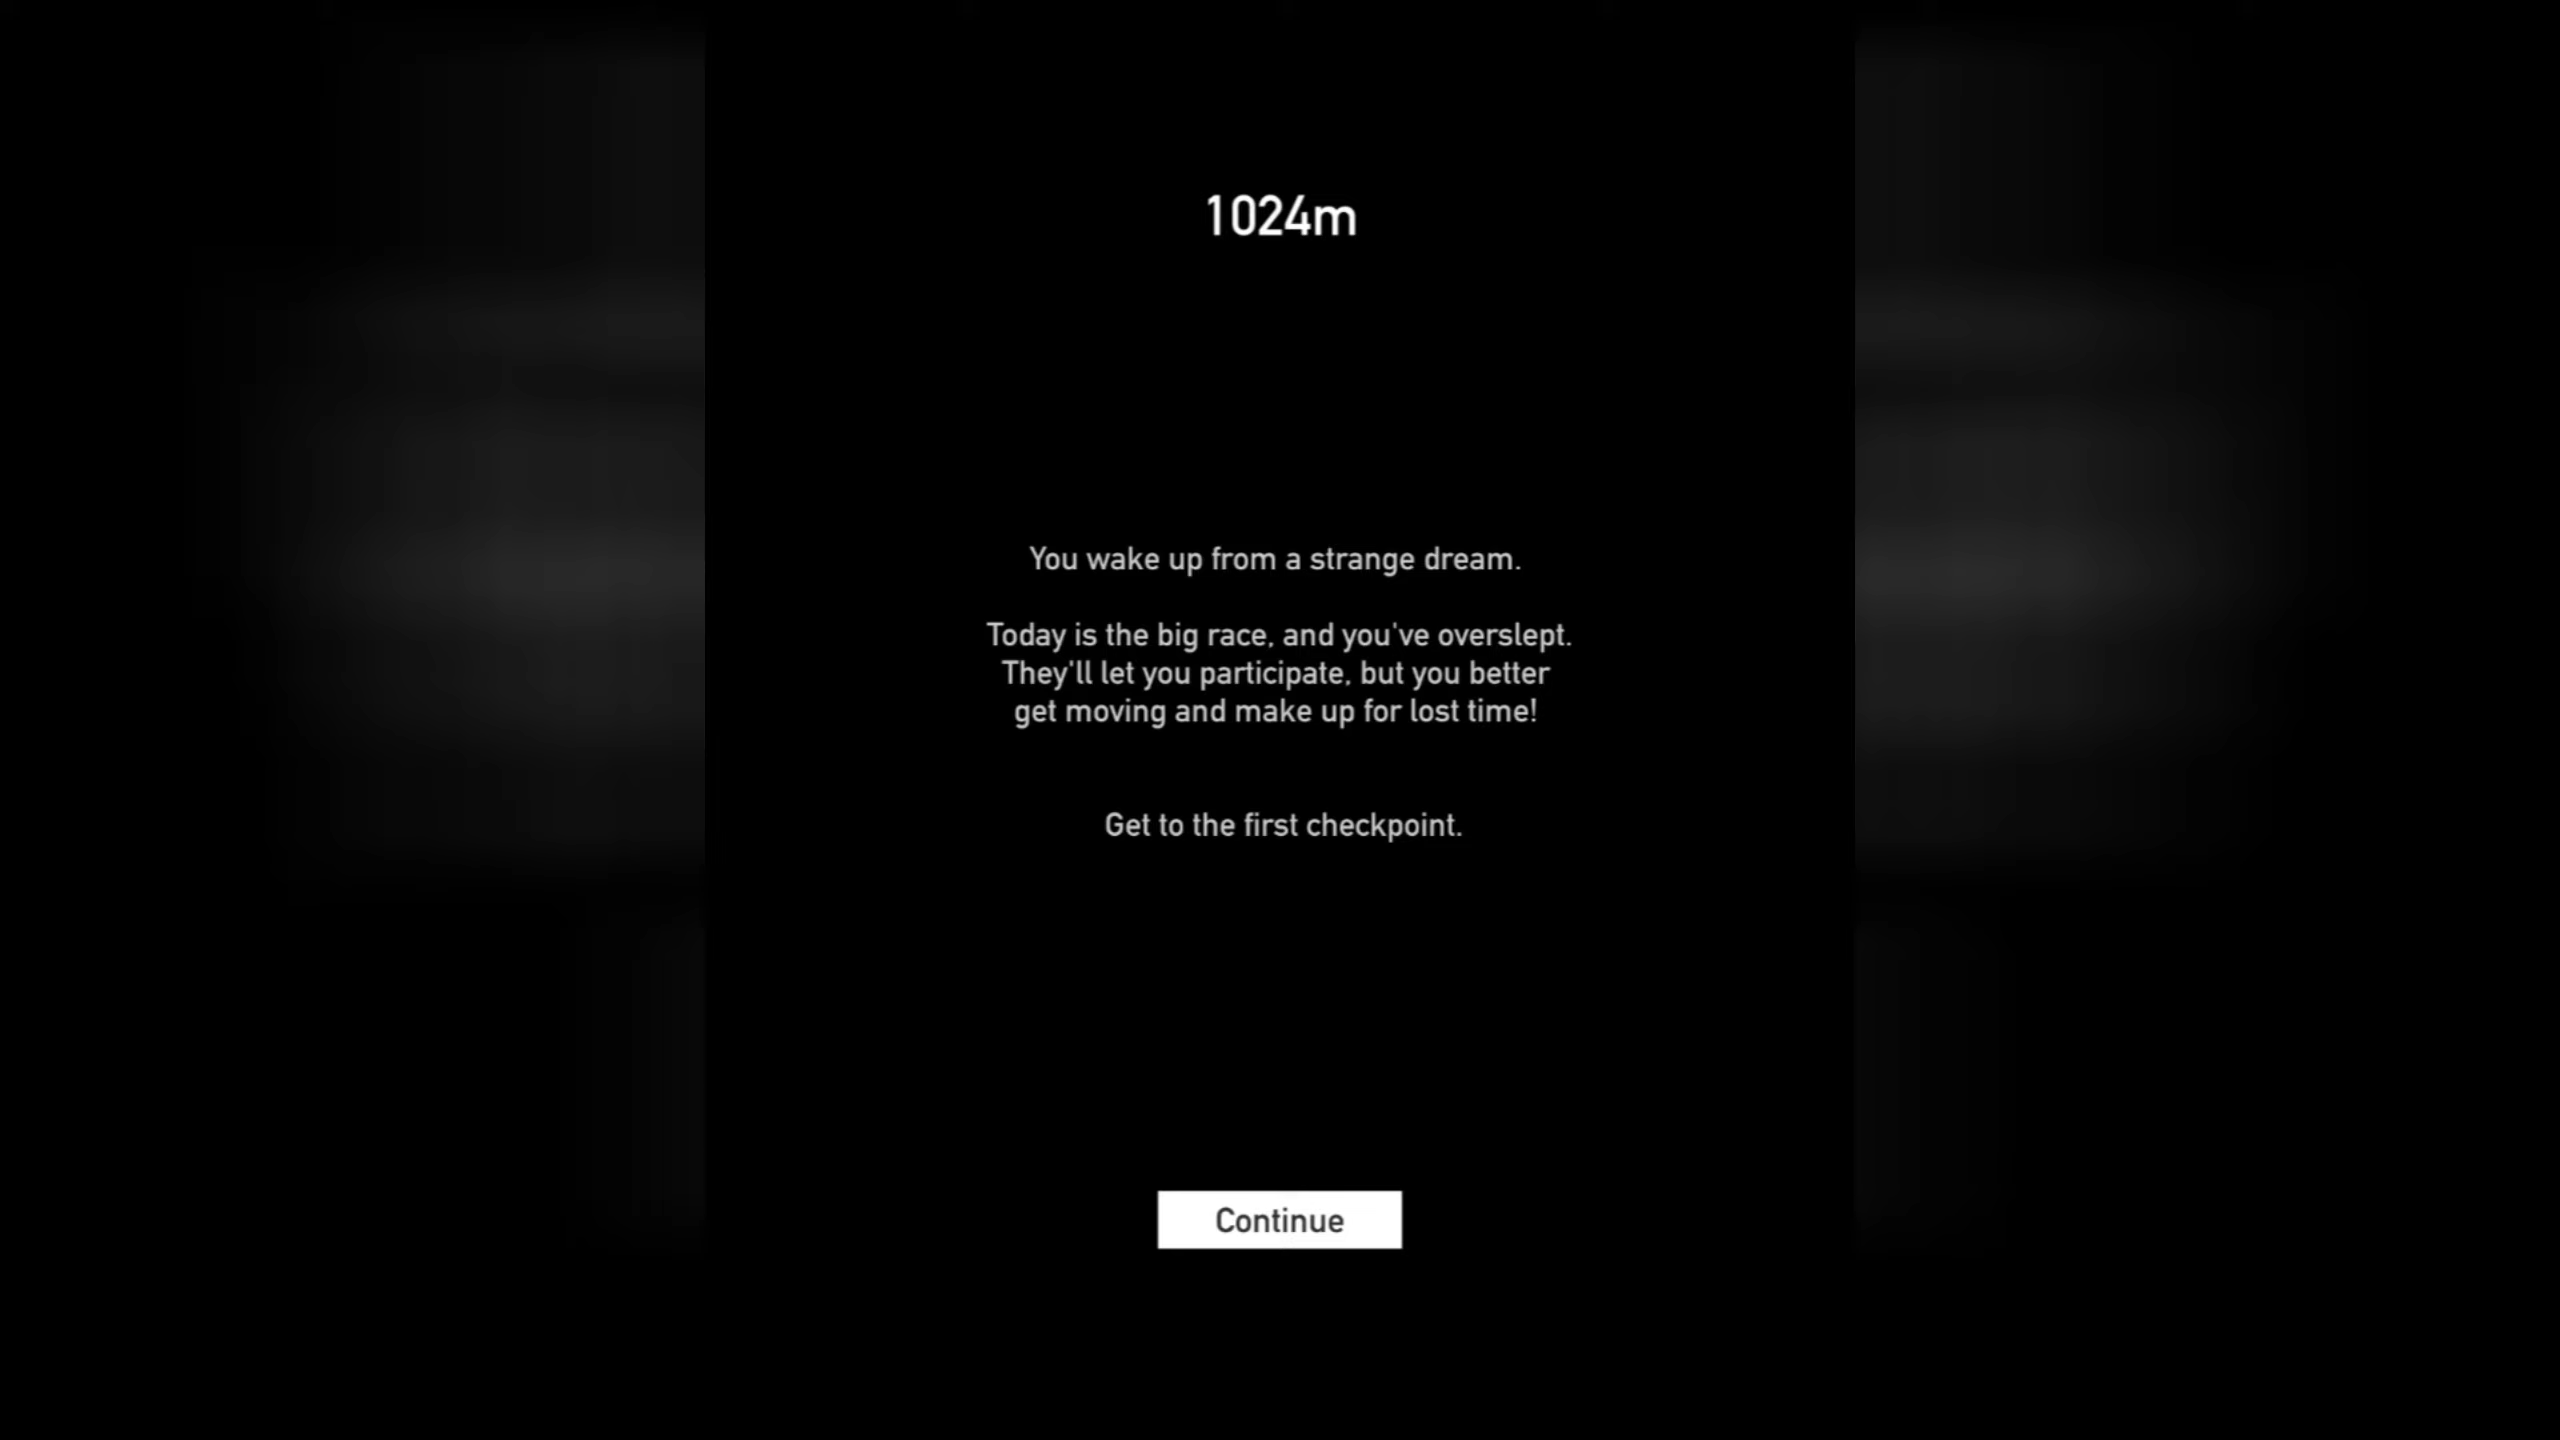 1024m
You wake up from a strange dream.
Today is the big race, and you've overslept.
They'll let you participate, but you better
get moving and make up for lost time!
Get to the first checkpoint.
Continue